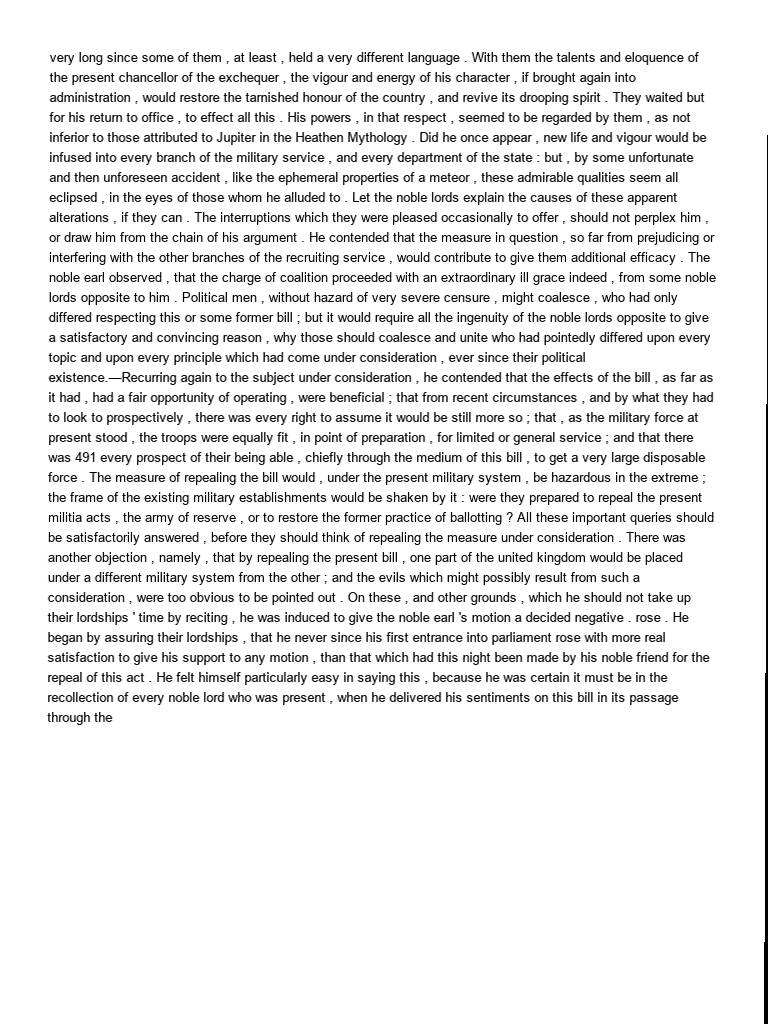 very long since some of them , at least , held a very different language . With them the talents and eloquence of
the present chancellor of the exchequer , the vigour and energy of his character , if brought again into
administration , would restore the tarnished honour of the country , and revive its drooping spirit . They waited but
for his return to office , to effect all this . His powers , in that respect , seemed to be regarded by them , as not
inferior to those attributed to Jupiter in the Heathen Mythology . Did he once appear , new life and vigour would be
infused into every branch of the military service , and every department of the state : but , by some unfortunate
and then unforeseen accident , like the ephemeral properties of a meteor , these admirable qualities seem all
eclipsed , in the eyes of those whom he alluded to . Let the noble lords explain the causes of these apparent
alterations , if they can . The interruptions which they were pleased occasionally to offer , should not perplex him ,
or draw him from the chain of his argument . He contended that the measure in question , so far from prejudicing or
interfering with the other branches of the recruiting service , would contribute to give them additional efficacy . The
noble earl observed , that the charge of coalition proceeded with an extraordinary ill grace indeed , from some noble
lords opposite to him . Political men , without hazard of very severe censure , might coalesce , who had only
differed respecting this or some former bill ; but it would require all the ingenuity of the noble lords opposite to give
a satisfactory and convincing reason , why those should coalesce and unite who had pointedly differed upon every
topic and upon every principle which had come under consideration , ever since their political
existence.—Recurring again to the subject under consideration , he contended that the effects of the bill , as far as
it had , had a fair opportunity of operating , were beneficial ; that from recent circumstances , and by what they had
to look to prospectively , there was every right to assume it would be still more so ; that , as the military force at
present stood , the troops were equally fit , in point of preparation , for limited or general service ; and that there
was 491 every prospect of their being able , chiefly through the medium of this bill , to get a very large disposable
force . The measure of repealing the bill would , under the present military system , be hazardous in the extreme ;
the frame of the existing military establishments would be shaken by it : were they prepared to repeal the present
militia acts , the army of reserve , or to restore the former practice of ballotting ? All these important queries should
be satisfactorily answered , before they should think of repealing the measure under consideration . There was
another objection , namely , that by repealing the present bill , one part of the united kingdom would be placed
under a different military system from the other ; and the evils which might possibly result from such a
consideration , were too obvious to be pointed out . On these , and other grounds , which he should not take up
their lordships ' time by reciting , he was induced to give the noble earl 's motion a decided negative . rose . He
began by assuring their lordships , that he never since his first entrance into parliament rose with more real
satisfaction to give his support to any motion , than that which had this night been made by his noble friend for the
repeal of this act . He felt himself particularly easy in saying this , because he was certain it must be in the
recollection of every noble lord who was present , when he delivered his sentiments on this bill in its passage
through the